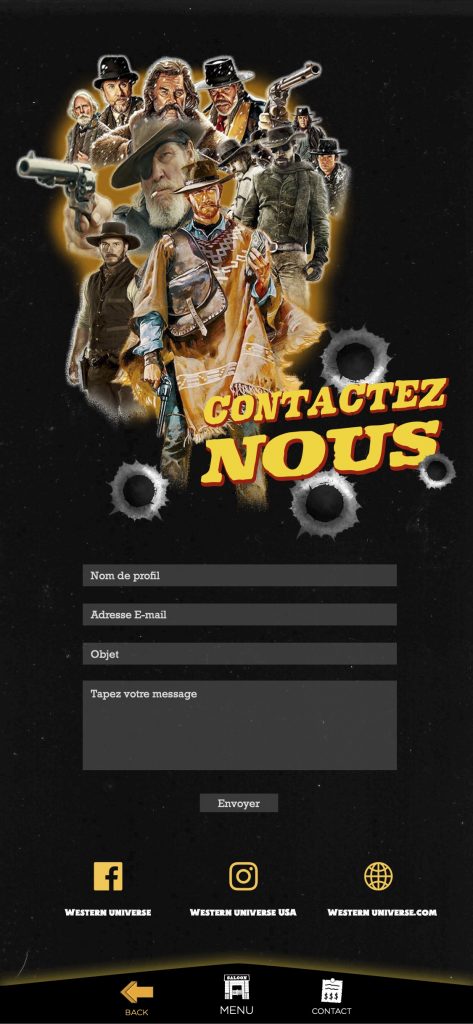 CONTACTEZ
NOUS
Nom de profil
Adresse E-mail
Objet
Tapez votre message
Envoyer
Western universe
Western universe USA
Western universe.com
SALOON
$$$
BACK
MENU
CONTACT